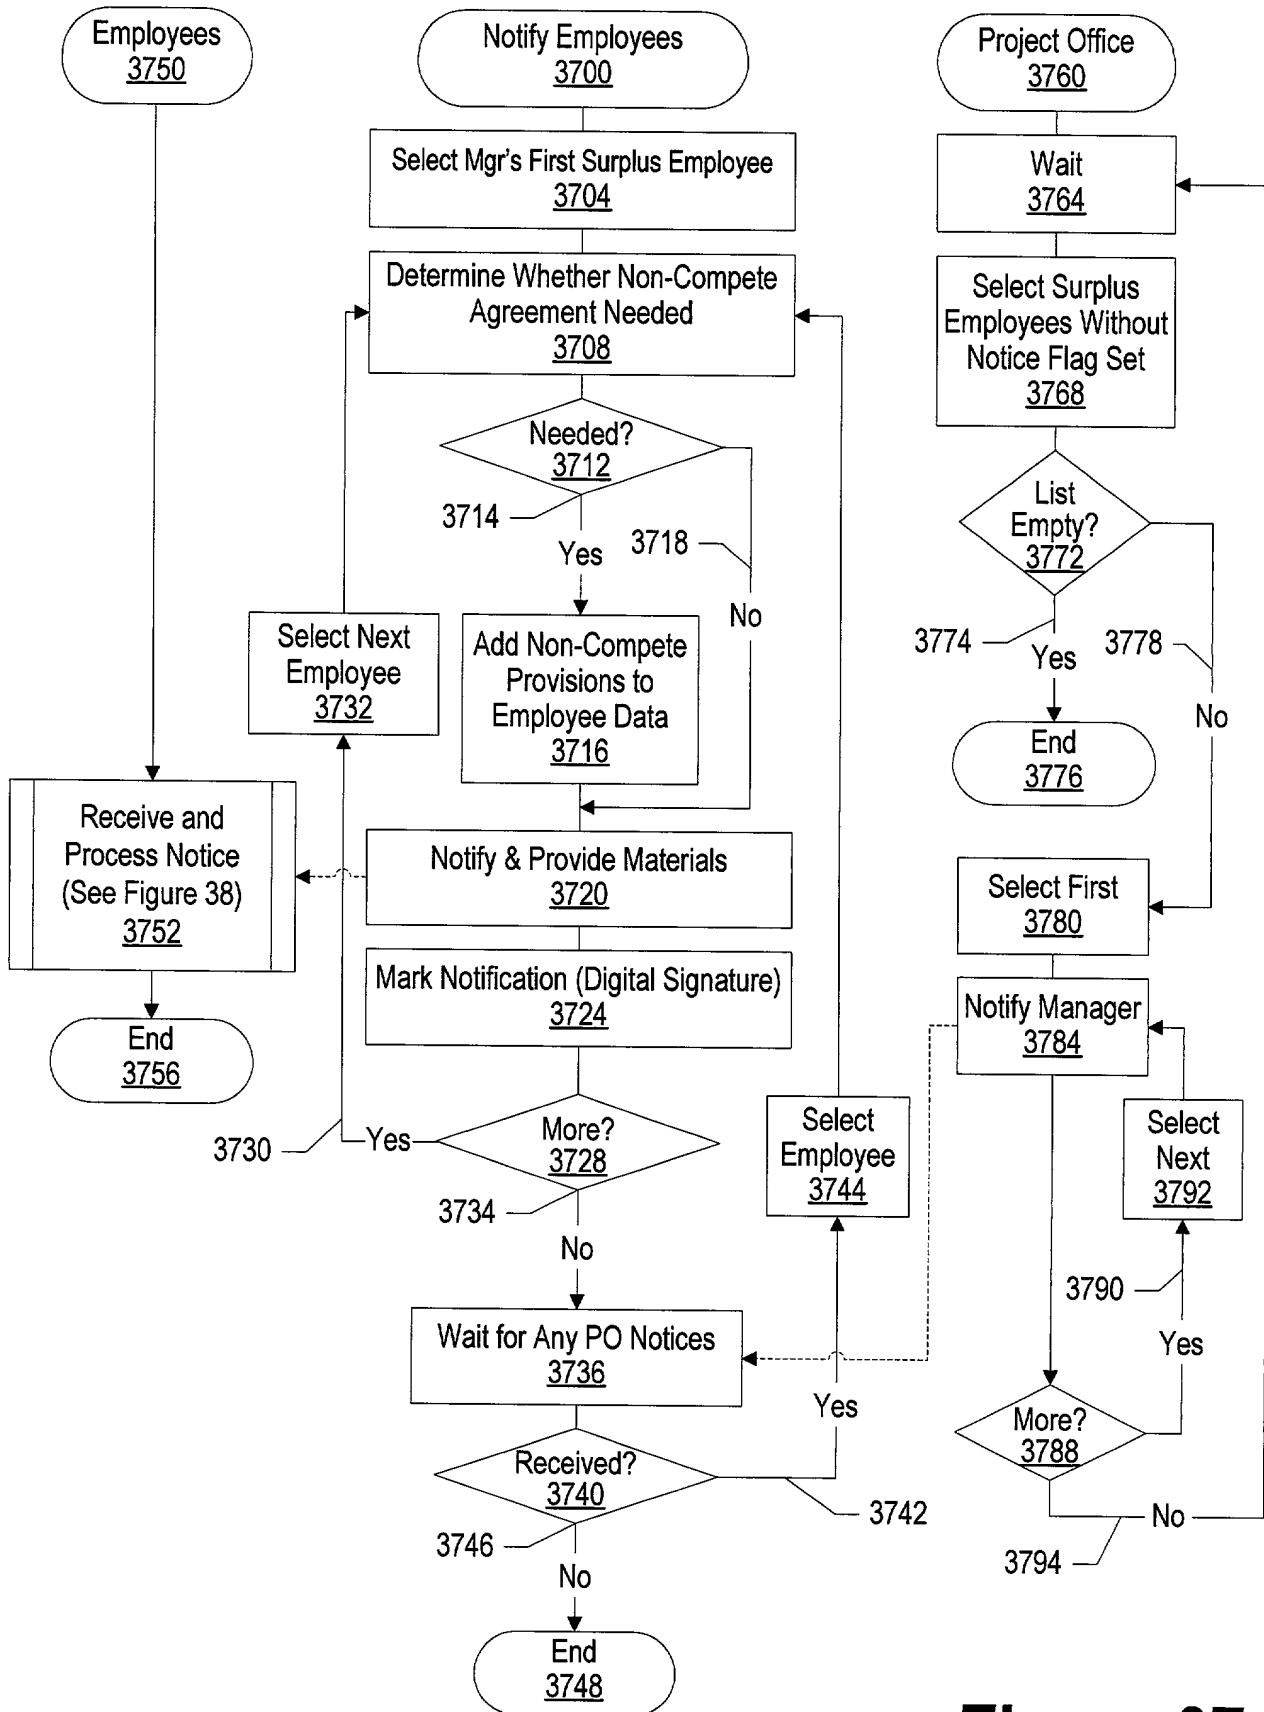 Employees
3750
Notify Employees
3700
Project Office
3760
Select Mgr's First Surplus Employee
3704
Wait
3764
Determine Whether Non-Compete
Agreement Needed
3708
Select Surplus
Employees Without
Notice Flag Set
3768
Needed?
3712
3714
Yes
3718
No
List
Empty?
3772
3774
Yes
3778
No
Select Next
Employee
3732
Add Non-Compete
Provisions to
Employee Data
3716
End
3776
Receive and
Process Notice
(See Figure 38)
3752
Notify & Provide Materials
3720
Select First
3780
Mark Notification (Digital Signature)
3724
Notify Manager
3784
End
3756
More?
3728
3730
Yes
3734
No
Select
Employee
3744
Select
Next
3792
3790
Yes
Wait for Any PO Notices
3736
Yes
More?
3788
Received?
3740
3742
3746
No
No
3794
End
3748